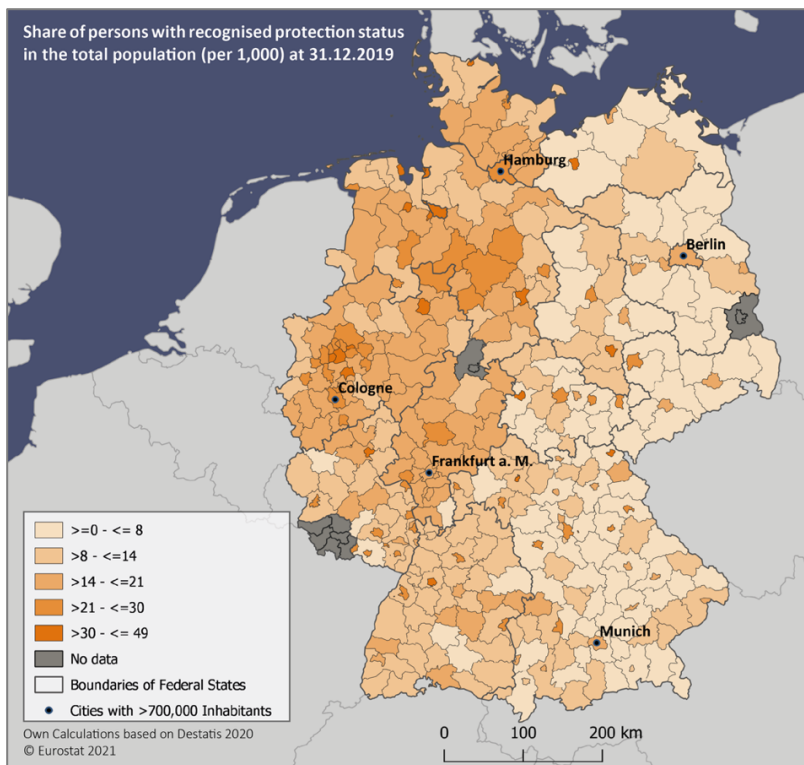 Share of persons with recognised protection status
in the total population (per 1,000) at 31.12.2019
Hamburg
Berlin
Cologne
Frankfurt a. M.
Munich
>=0 - <= 8
>8 - <=14
>14 - <=21
>21 - <=30
>30 - <= 49
No data
Boundaries of Federal States
Cities with >700,000 Inhabitants
Own Calculations based on Destatis 2020
© Eurostat 2021
0 100 200 km